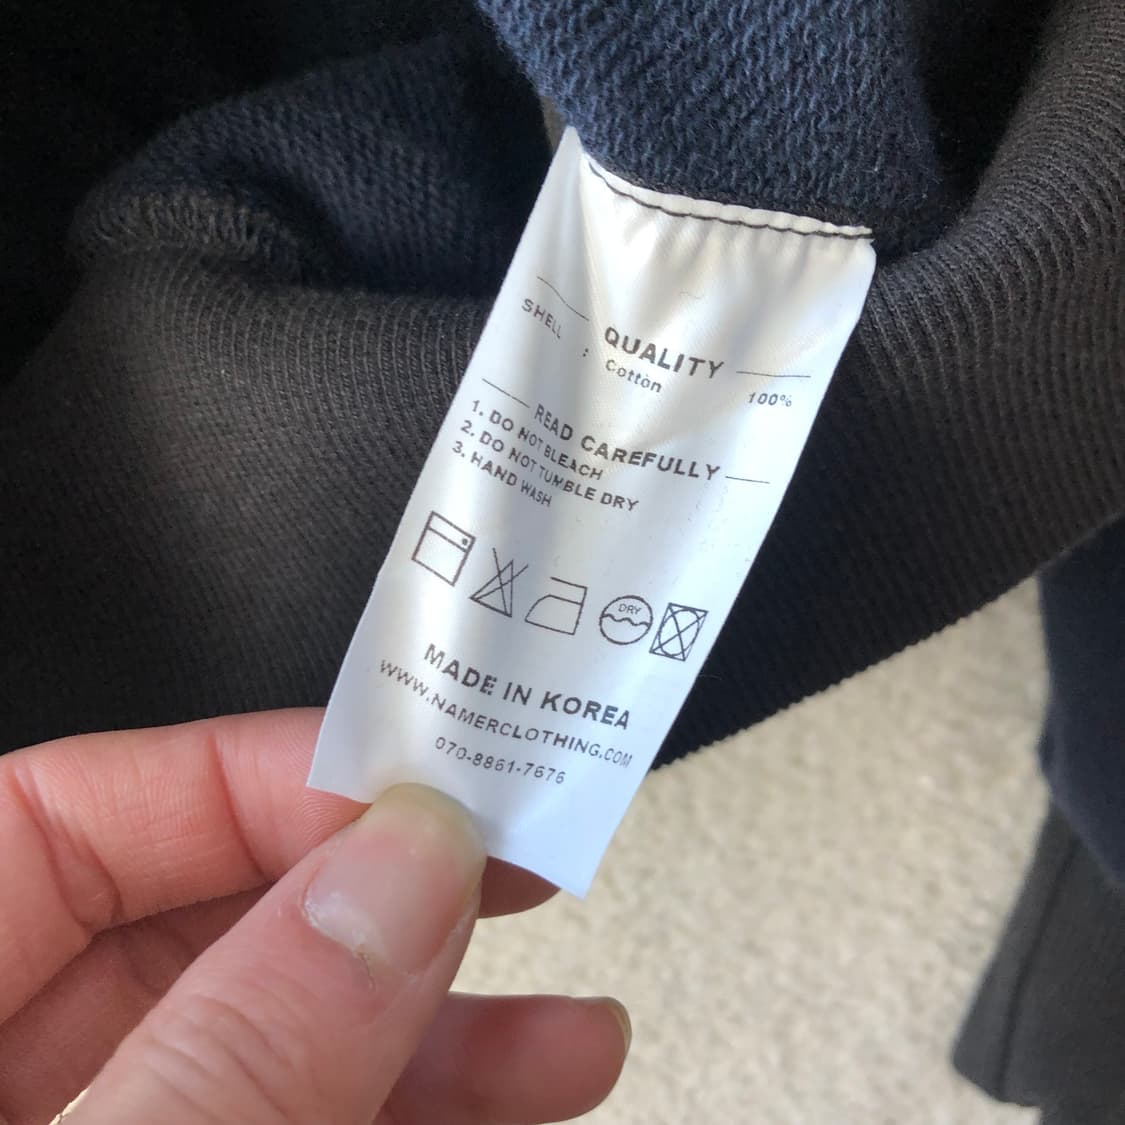 QUALITY
SHELL : Cotton 100%
READ CAREFULLY
1. DO NOT BLEACH
2. DO NOT TUMBLE DRY
3. HAND WASH
DRY
MADE IN KOREA
WWW.NAMERCLOTHING.COM
070-8861-7676